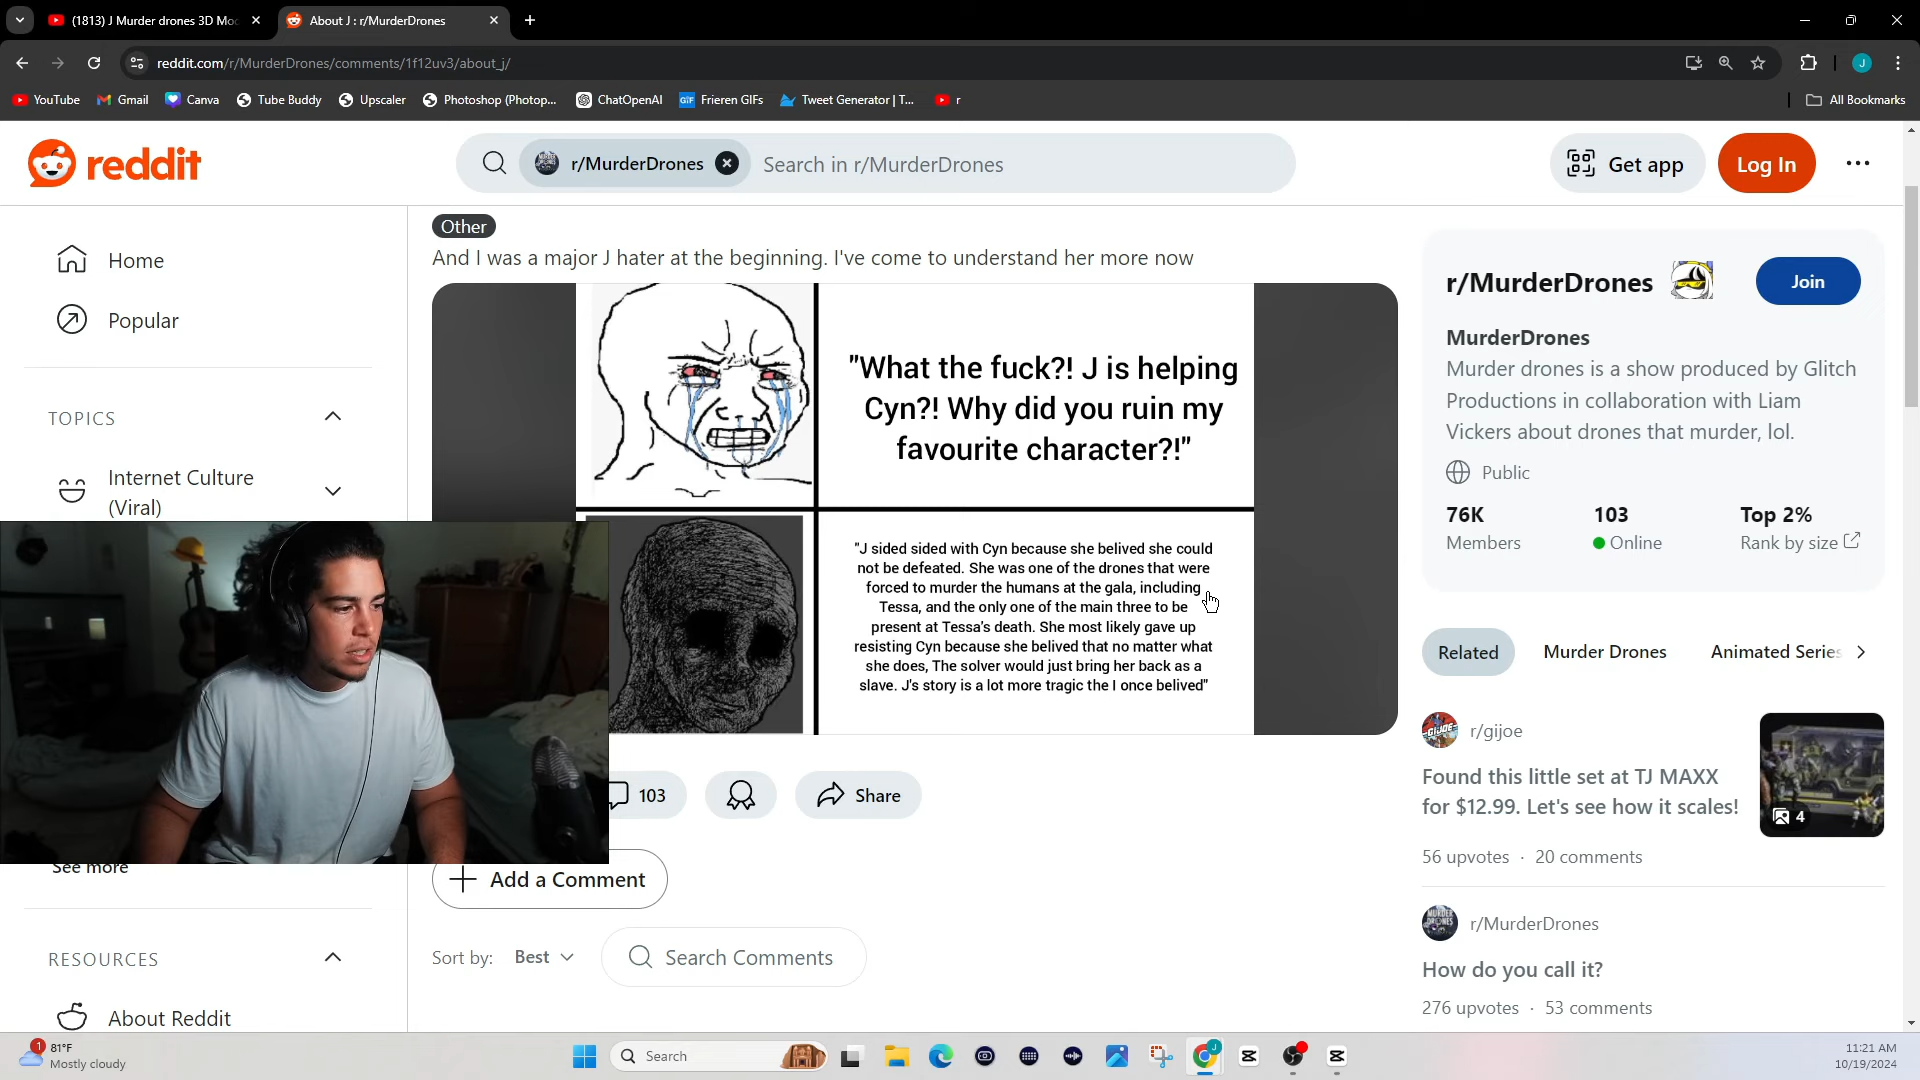 (1813) J Murder drones 3D Mo
About J : r/MurderDrones
reddit.com/r/MurderDrones/comments/1f12uv3/about_j/
J
YouTube
Gmail
Canva
Tube Buddy
Upscaler
Photoshop (Photop...
ChatOpenAI
GIF
Frieren GIFs
Tweet Generator | T...
r
All Bookmarks
reddit
r/MurderDrones
Search in r/MurderDrones
Get app
Log In
Home
Popular
TOPICS
Internet Culture
(Viral)
See more
RESOURCES
About Reddit
Other
And I was a major J hater at the beginning. I've come to understand her more now
"What the fuck?! J is helping
Cyn?! Why did you ruin my
favourite character?!"
"J sided sided with Cyn because she belived she could
not be defeated. She was one of the drones that were
forced to murder the humans at the gala, including
Tessa, and the only one of the main three to be
present at Tessa's death. She most likely gave up
resisting Cyn because she belived that no matter what
she does, The solver would just bring her back as a
slave. J's story is a lot more tragic the I once belived"
103
Share
Add a Comment
Sort by:
Best
Search Comments
r/MurderDrones
Join
MurderDrones
Murder drones is a show produced by Glitch
Productions in collaboration with Liam
Vickers about drones that murder, lol.
Public
76K
103
Top 2%
Members
Online
Rank by size
Related
Murder Drones
Animated Series
r/gijoe
Found this little set at TJ MAXX
for $12.99. Let's see how it scales!
4
56 upvotes · 20 comments
r/MurderDrones
How do you call it?
276 upvotes · 53 comments
1
81°F
Mostly cloudy
Search
J
11:21 AM
10/19/2024